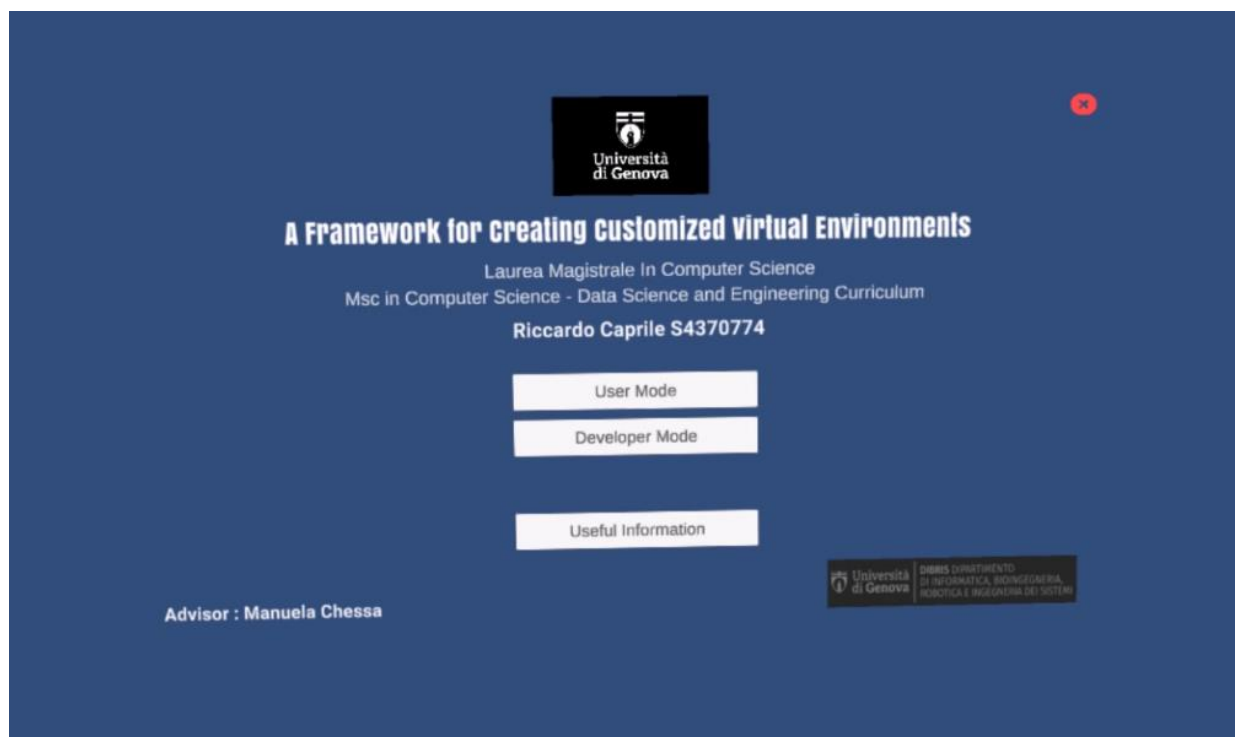 Università
di Genova
A Framework for Creating Customized Virtual Environments
Laurea Magistrale In Computer Science
Msc in Computer Science - Data Science and Engineering Curriculum
Riccardo Caprile S4370774
User Mode
Developer Mode
Useful Information
Università
di Genova
DIBRIS DIPARTIMENTO
DI INFORMATICA, BIOINGEGNERIA,
ROBOTICA E INGEGNERIA DEI SISTEMI
Advisor : Manuela Chessa